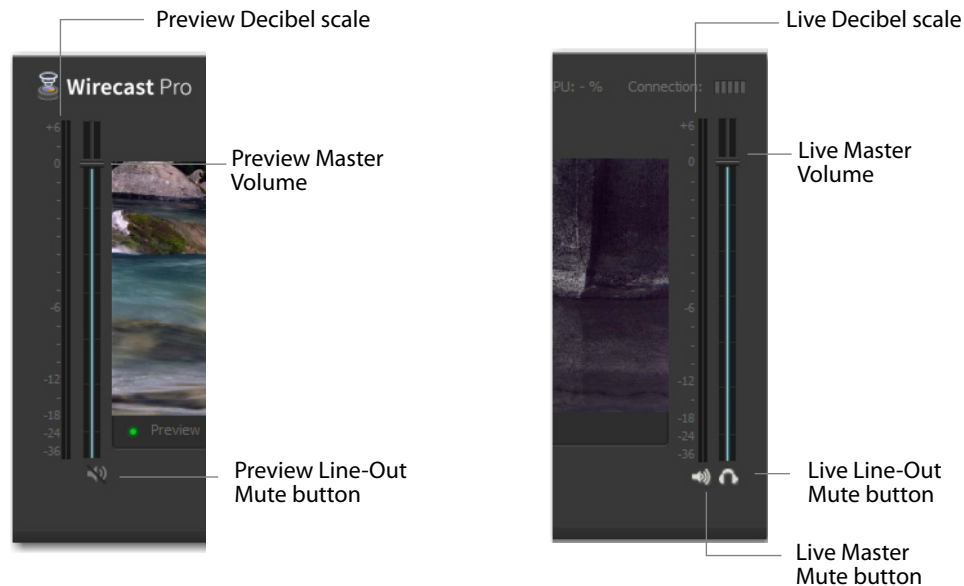 Preview Decibel scale
Wirecast Pro
+6
-
0
-
-
-
-
-
-6
-
-
-12
-
-18
-24
-36
Preview
Preview Master
Volume
Preview Line-Out
Mute button
Live Decibel scale
PU: - %
Connection:
+6
-
0
-
-
-
-
-
-6
-
-
-12
-
-18
-24
-36
Live Master
Volume
Live Line-Out
Mute button
Live Master
Mute button